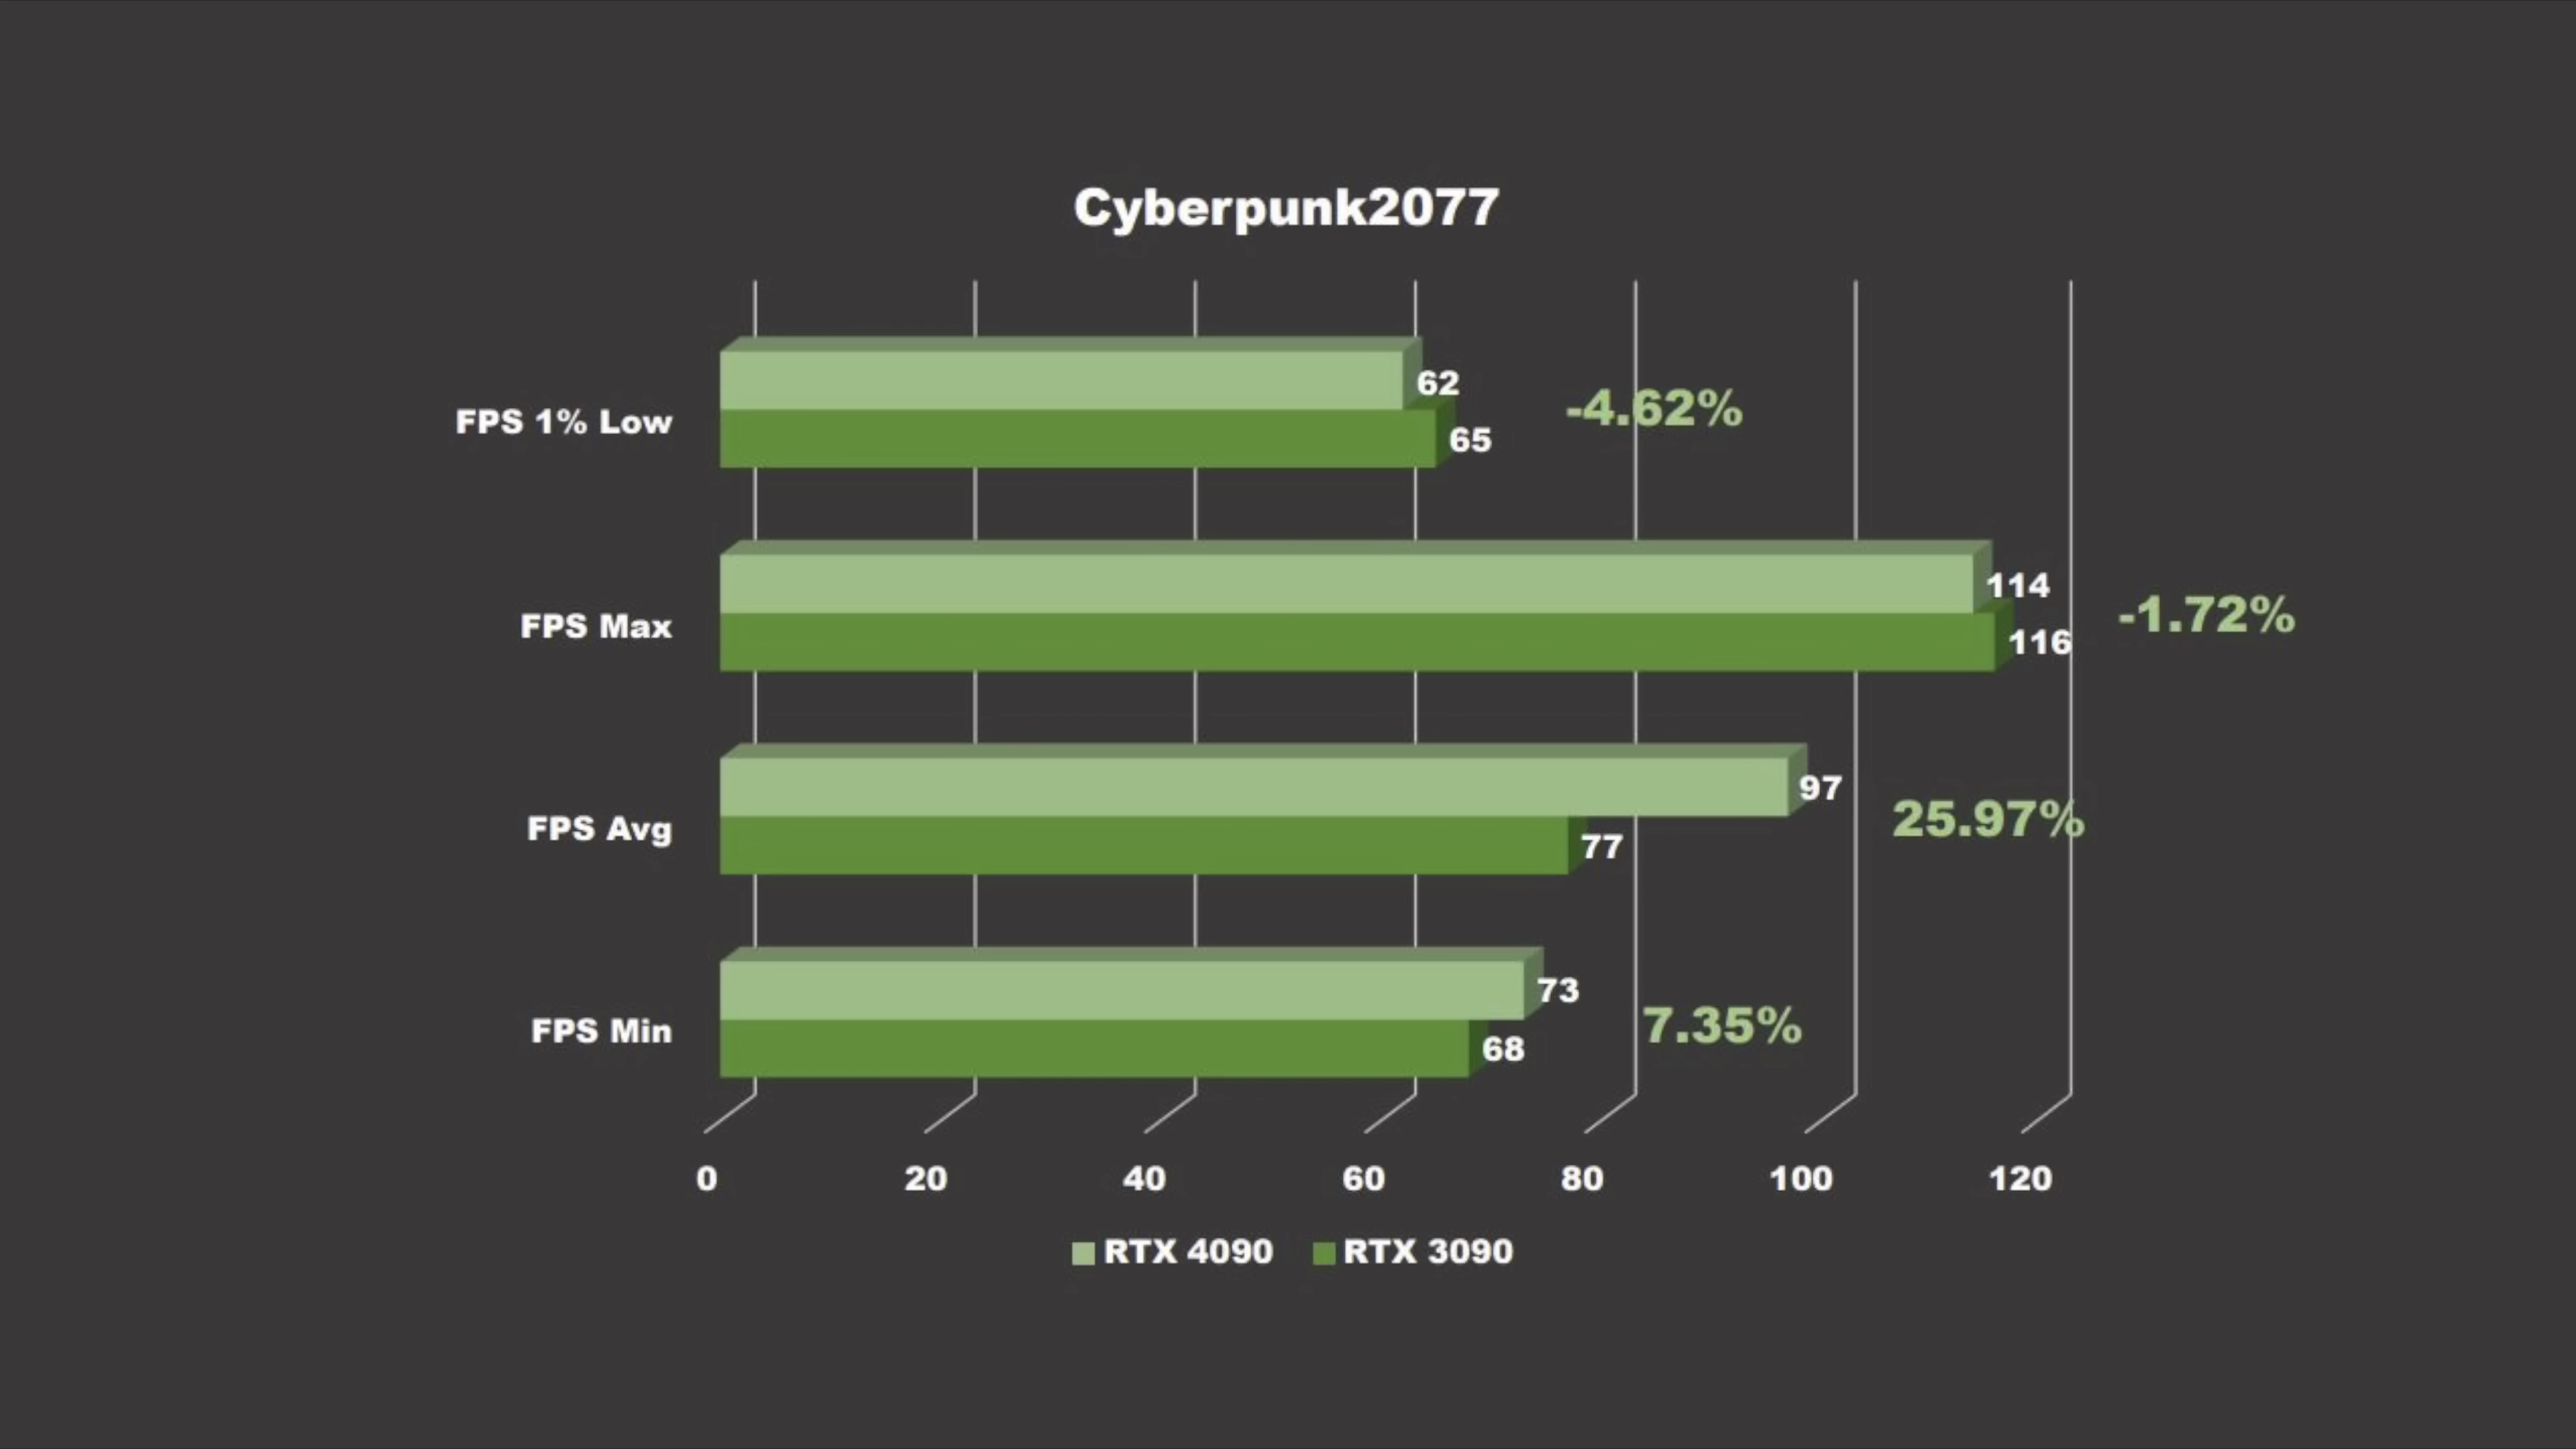 Cyberpunk2077
FPS 1% Low
62
65
-4.62%
FPS Max
114
116
-1.72%
FPS Avg
97
77
25.97%
FPS Min
73
68
7.35%
0 20 40 60 80 100 120
RTX 4090 RTX 3090